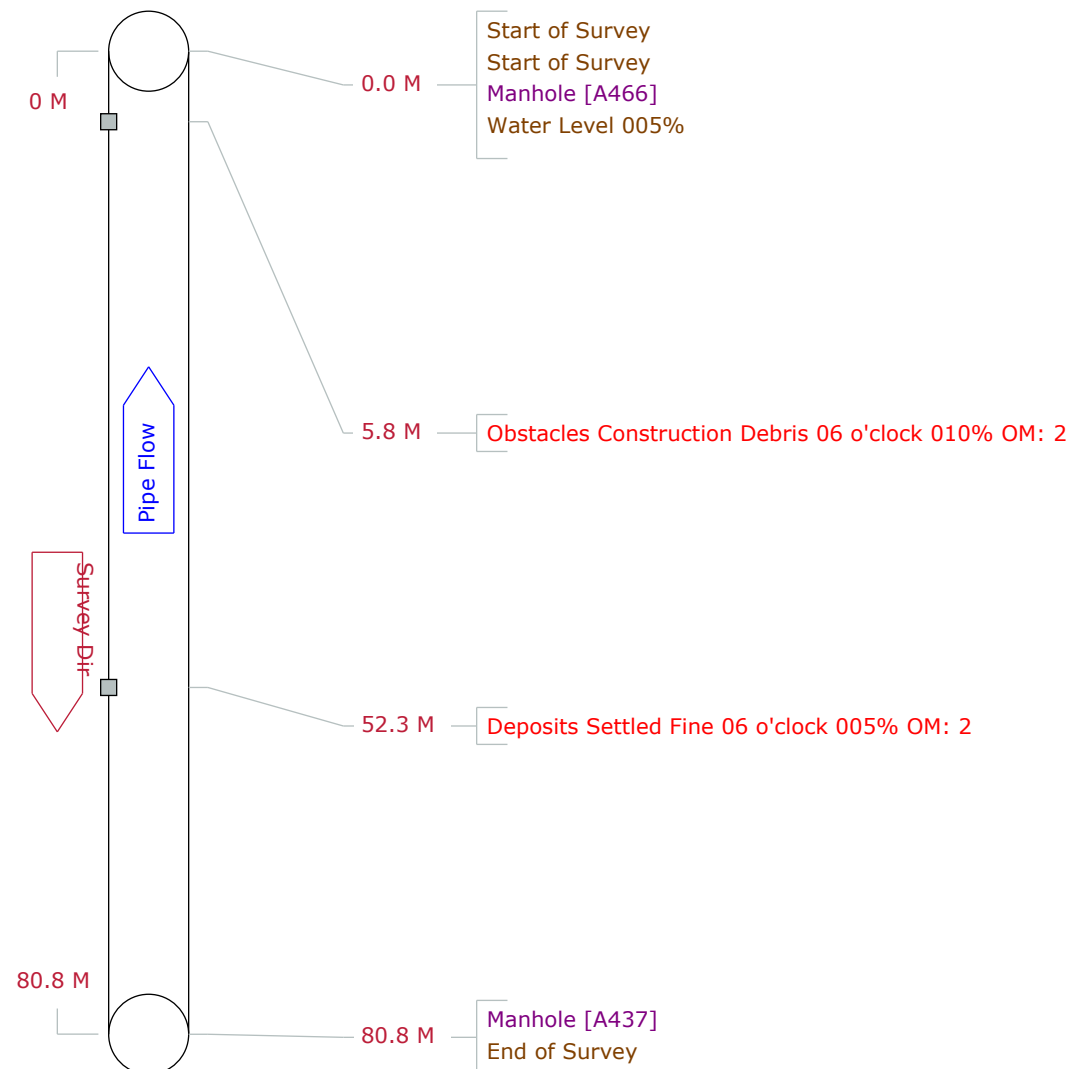 Start of Survey
Start of Survey
0.0 M
Manhole [A466]
0 M
Water Level 005%
5.8 M
Obstacles Construction Debris 06 o'clock 010% OM: 2
Pipe Flow
Survey Dir
52.3 M
Deposits Settled Fine 06 o'clock 005% OM: 2
80.8 M
Manhole [A437]
80.8 M
End of Survey